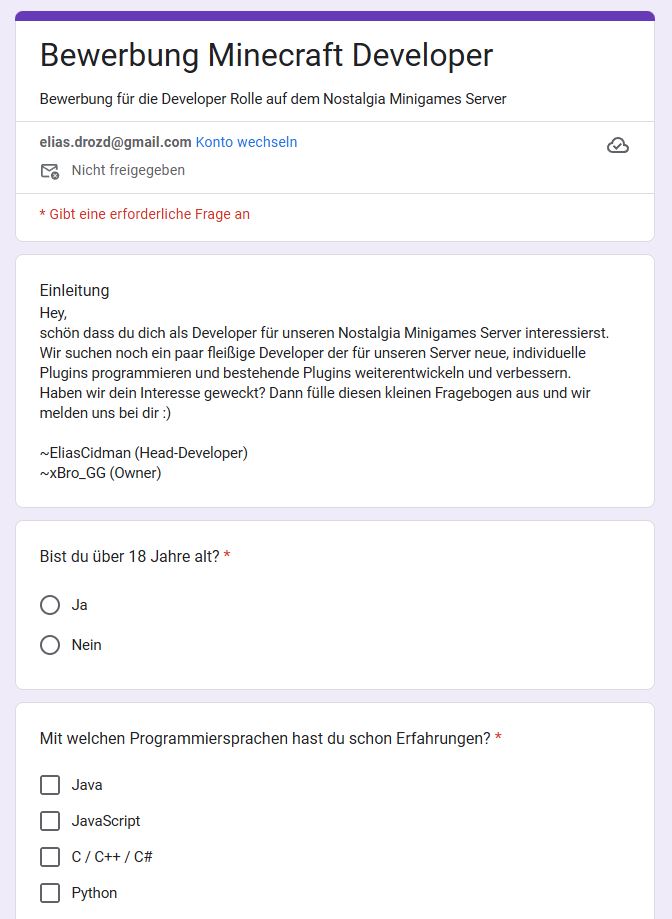 Bewerbung Minecraft Developer
Bewerbung für die Developer Rolle auf dem Nostalgia Minigames Server
elias.drozd@gmail.com Konto wechseln
Nicht freigegeben
* Gibt eine erforderliche Frage an
Einleitung
Hey,
schön dass du dich als Developer für unseren Nostalgia Minigames Server interessierst.
Wir suchen noch ein paar fleißige Developer der für unseren Server neue, individuelle
Plugins programmieren und bestehende Plugins weiterentwickeln und verbessern.
Haben wir dein Interesse geweckt? Dann fülle diesen kleinen Fragebogen aus und wir
melden uns bei dir :)
~EliasCidman (Head-Developer)
~xBro_GG (Owner)
Bist du über 18 Jahre alt? *
Ja
Nein
Mit welchen Programmiersprachen hast du schon Erfahrungen? *
Java
JavaScript
C / C++ / C#
Python